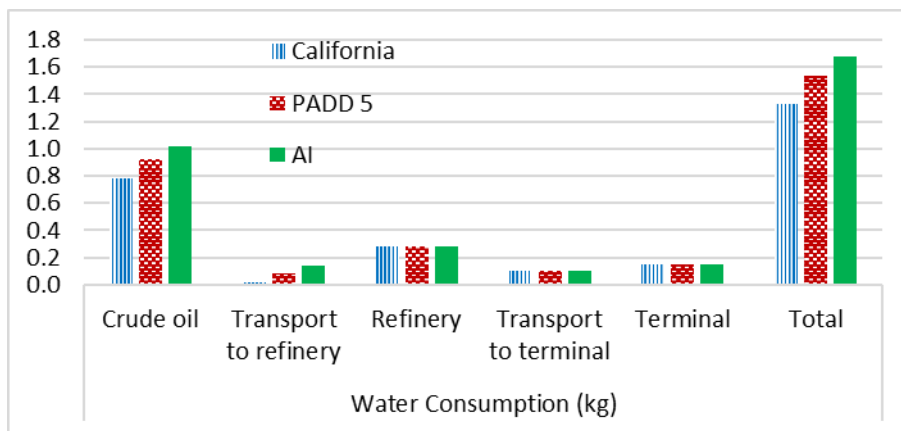 1.8
1.6
1.4
1.2
1.0
0.8
0.6
0.4
0.2
0.0
California
PADD 5
AI
Crude oil
Transport
to refinery
Refinery
Transport
to terminal
Terminal
Total
Water Consumption (kg)